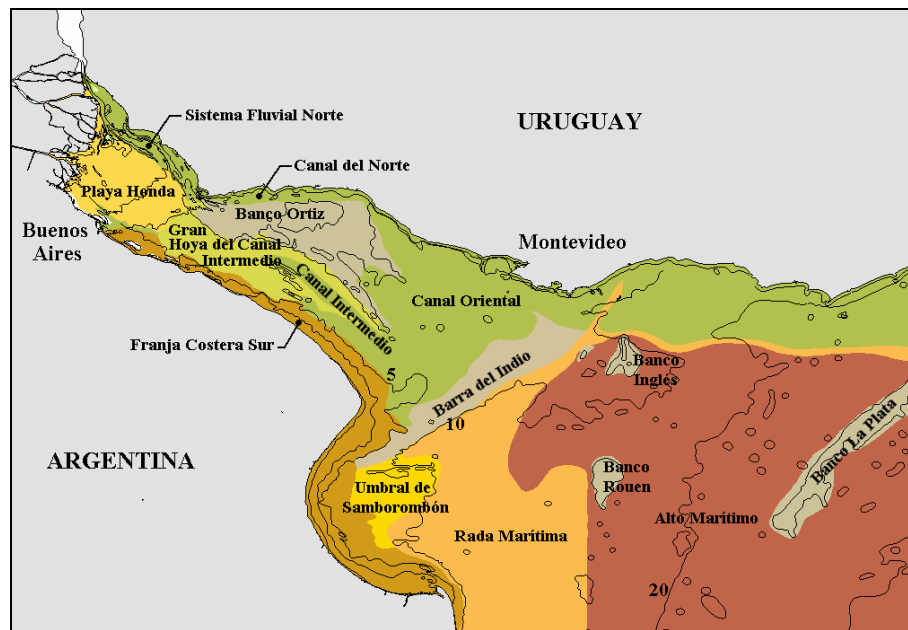 Sistema Fluvial Norte
URUGUAY
Canal del Norte
Playa Honda
Banco Ortiz
Buenos
Aires
Gran
Hoya del Canal
Intermedio
Montevideo
Canal Intermedio
Canal Oriental
Franja Costera Sur
5
Barra del Indio
Banco
Inglés
10
ARGENTINA
Umbral de
Samborombón
Banco
Rouen
Banco La Plata
Rada Marítima
Alto Marítimo
20